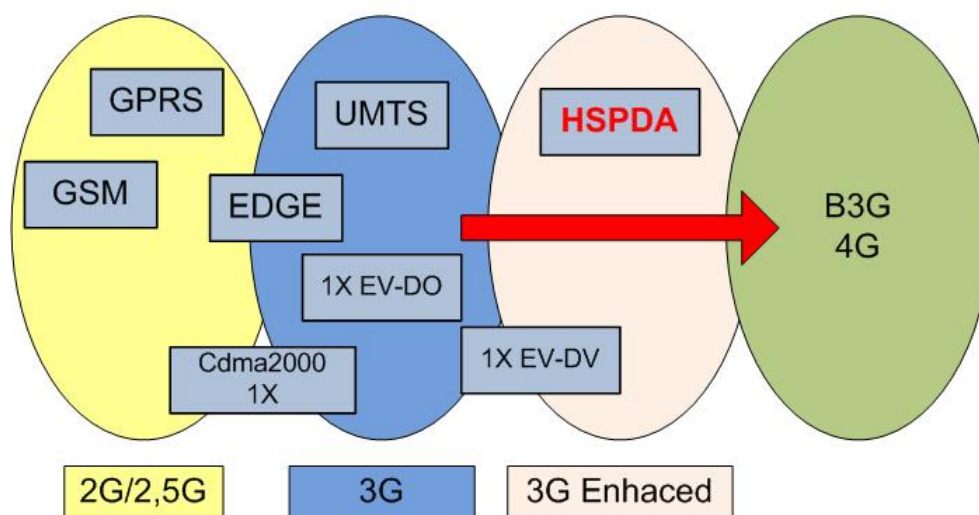 GPRS
UMTS
HSPDA
GSM
EDGE
B3G
4G
1X EV-DO
1X EV-DV
Cdma2000
1X
2G/2,5G
3G
3G Enhaced